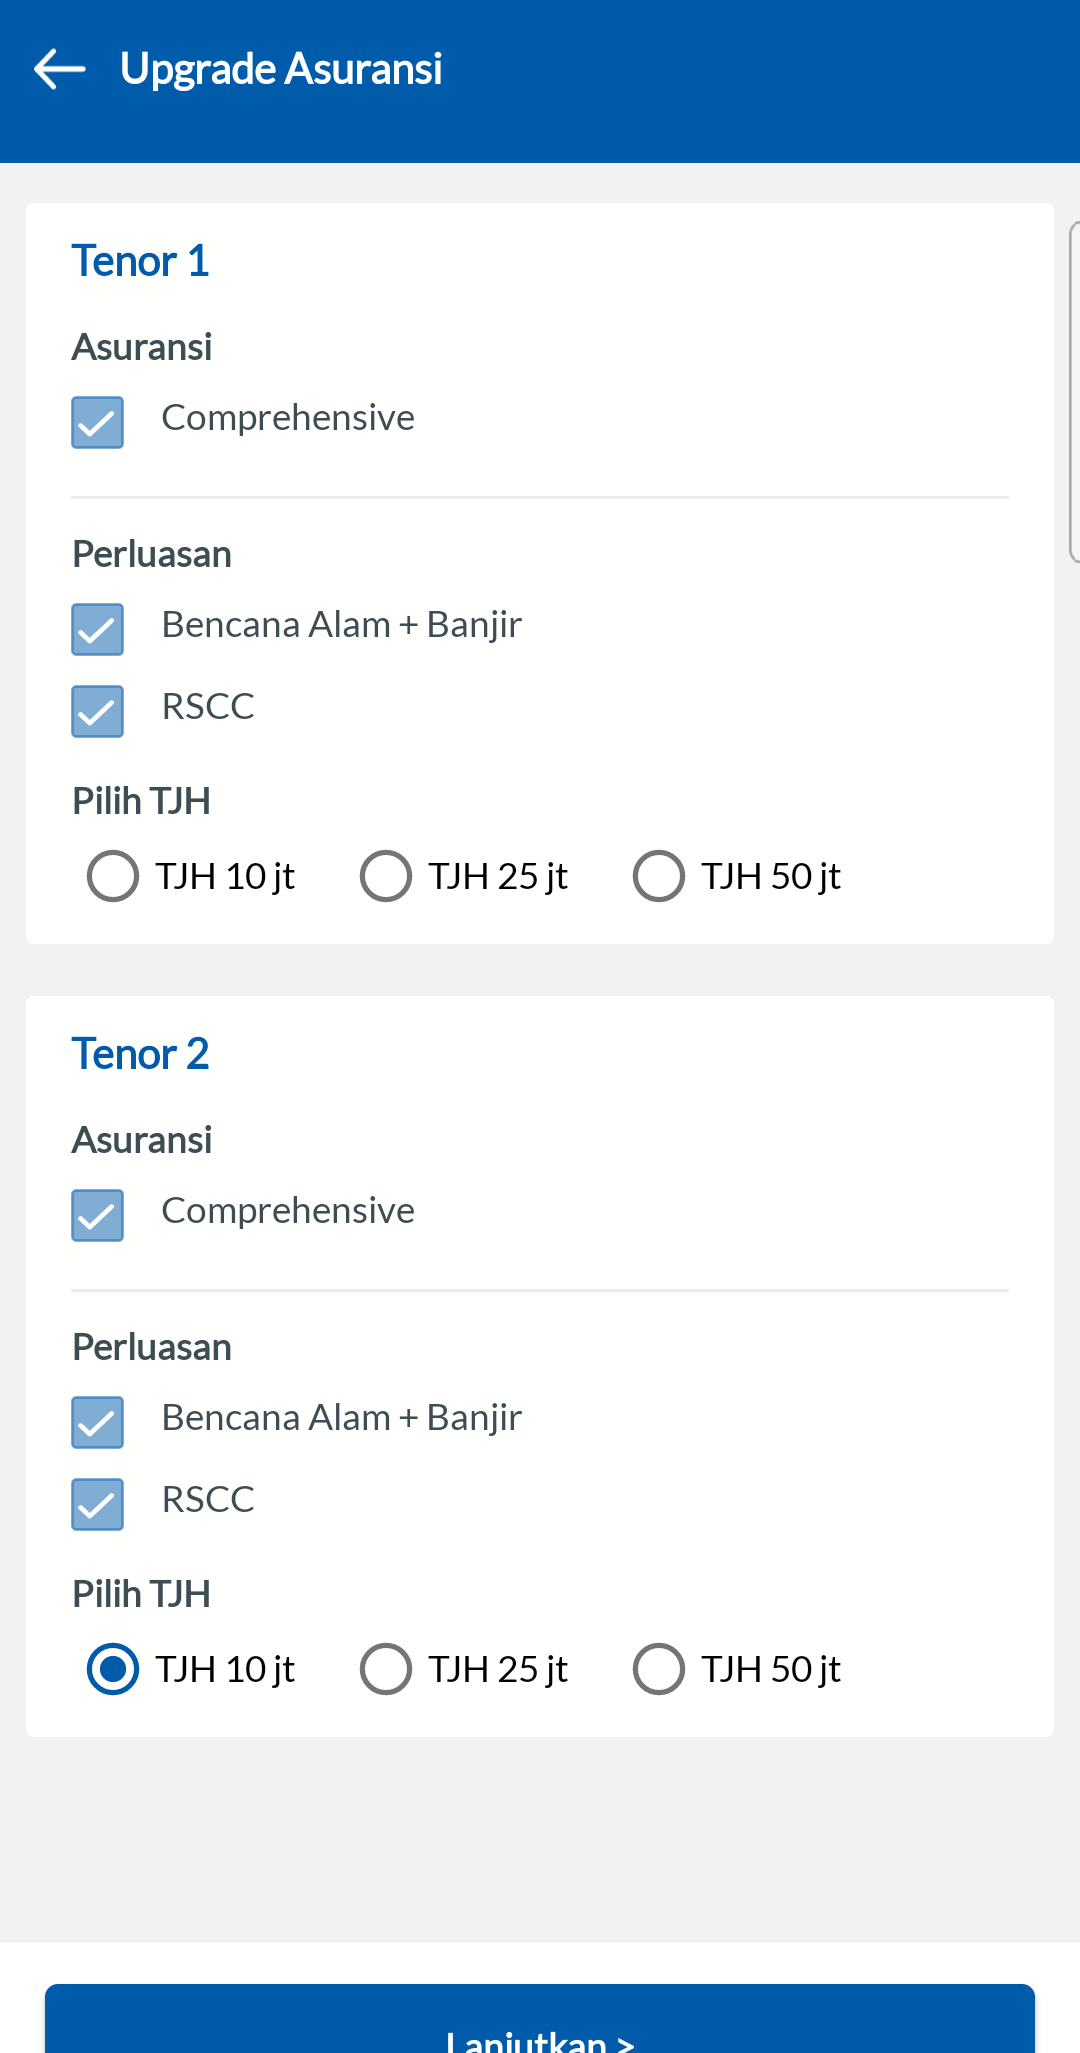 Upgrade Asuransi
Tenor 1
Asuransi
Comprehensive
Perluasan
Bencana Alam + Banjir
RSCC
Pilih TJH
TJH 10 jt TJH 25 jt TJH 50 jt
Tenor 2
Asuransi
Comprehensive
Perluasan
Bencana Alam + Banjir
RSCC
Pilih TJH
TJH 10 jt TJH 25 jt TJH 50 jt
Lanjutkan >